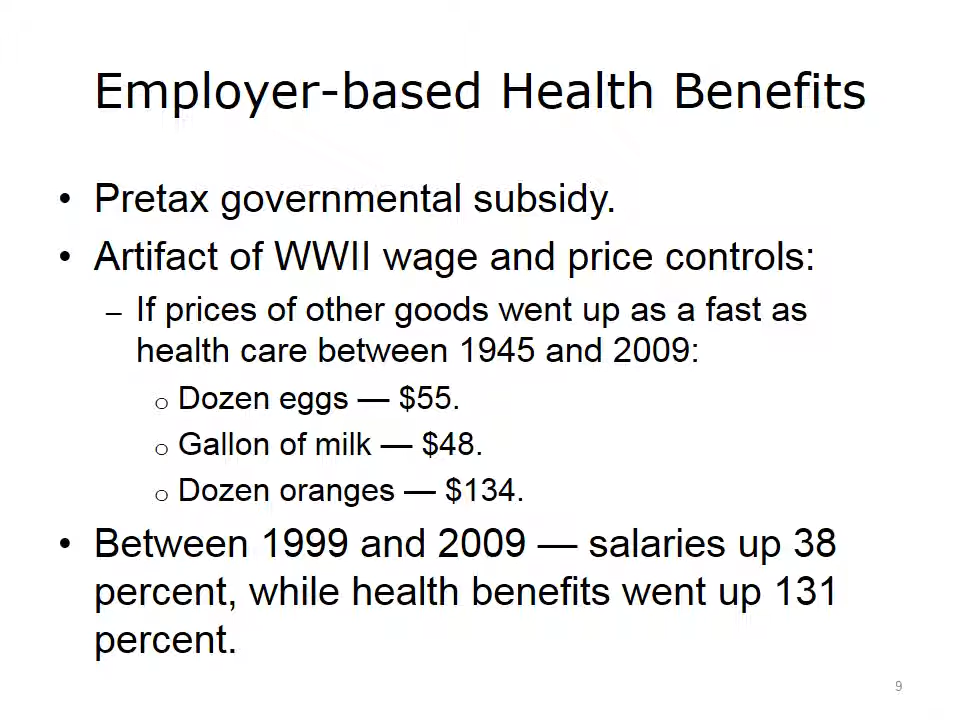 Employer-based Health Benefits
• Pretax governmental subsidy.
• Artifact of WWII wage and price controls:
– If prices of other goods went up as a fast as
health care between 1945 and 2009:
o Dozen eggs — $55.
o Gallon of milk — $48.
o Dozen oranges — $134.
• Between 1999 and 2009 — salaries up 38
percent, while health benefits went up 131
percent.
9